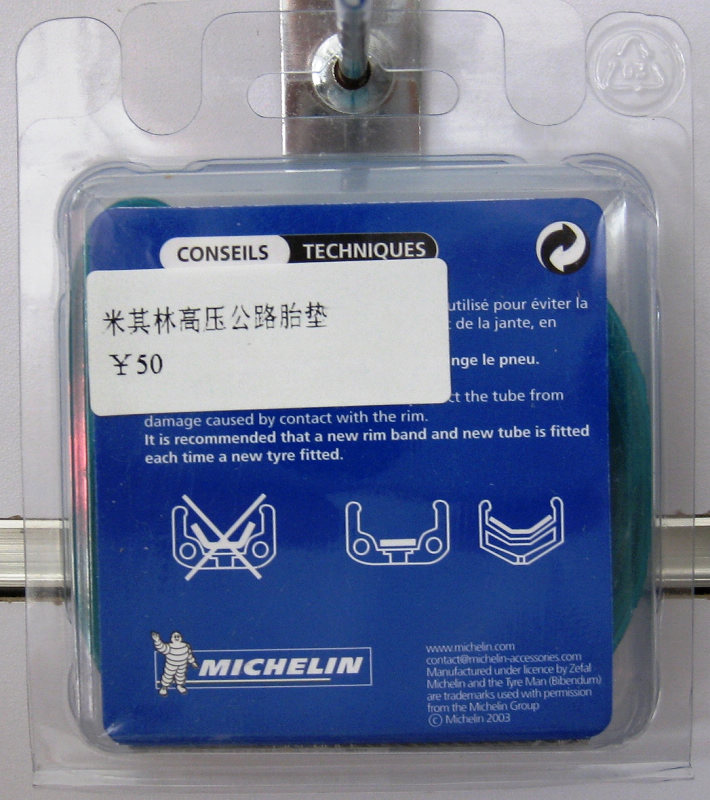 CONSEILS TECHNIQUES
米其林高压公路胎垫
￥50
utilisé pour éviter la
de la jante, en
le pneu.
the tube from
damage caused by contact with the rim.
It is recommended that a new rim band and new tube is fitted
each time a new tyre fitted.
MICHELIN
www.michelin.com
contact@michelin-accessories.com
Manufactured under licence by Zefal
Michelin and the Tyre Man (Bibendum)
are trademarks used with permission
from the Michelin Group
© Michelin 2003